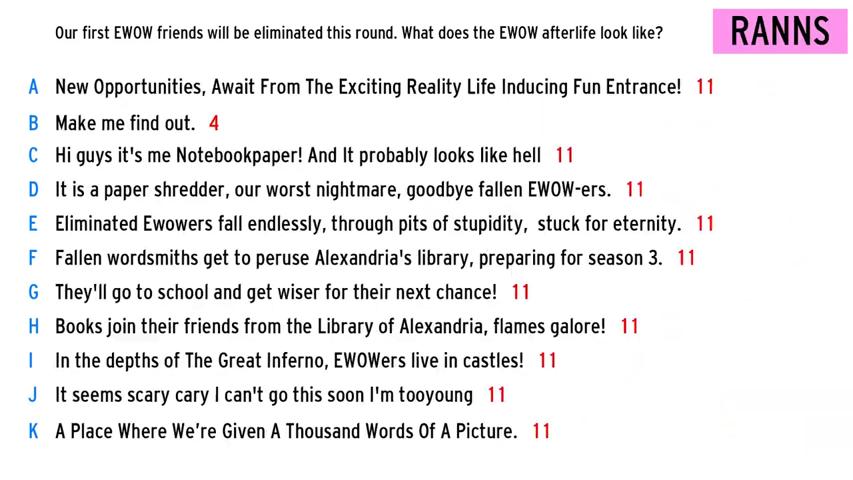 Our first EWOW friends will be eliminated this round. What does the EWOW afterlife look like?
RANNS
A New Opportunities, Await From The Exciting Reality Life Inducing Fun Entrance! 11
B Make me find out. 4
C Hi guys it's me Notebookpaper! And It probably looks like hell 11
D It is a paper shredder, our worst nightmare, goodbye fallen EWOW-ers. 11
E Eliminated Ewowers fall endlessly, through pits of stupidity, stuck for eternity. 11
F Fallen wordsmiths get to peruse Alexandria's library, preparing for season 3. 11
G They'll go to school and get wiser for their next chance! 11
H Books join their friends from the Library of Alexandria, flames galore! 11
I In the depths of The Great Inferno, EWOWers live in castles! 11
J It seems scary cary I can't go this soon I'm tooyoung 11
K A Place Where We’re Given A Thousand Words Of A Picture. 11